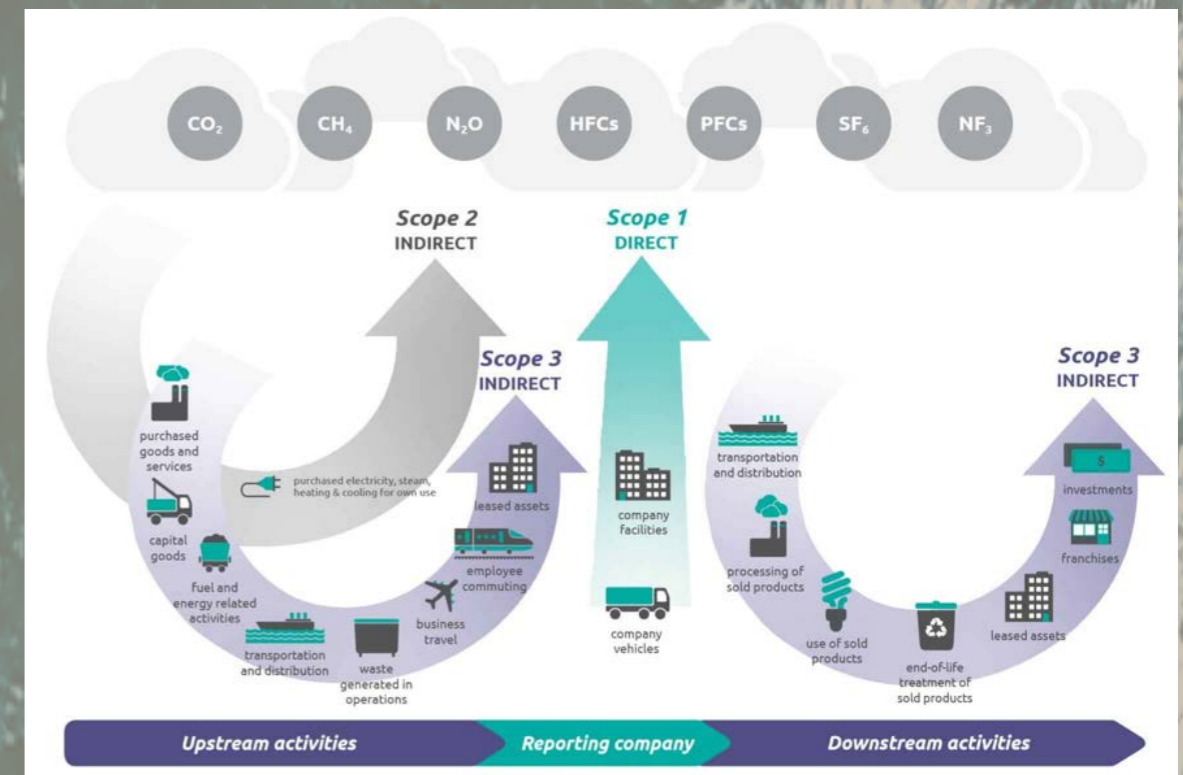 CO₂
CH₄
N₂O
HFCs
PFCs
SF₆
NF₃
Scope 2
INDIRECT
Scope 1
DIRECT
Scope 3
INDIRECT
Scope 3
INDIRECT
purchased
goods and
services
capital
goods
fuel and
energy related
activities
transportation
and distribution
waste
generated in
operations
business
travel
employee
commuting
leased assets
purchased electricity, steam,
heating & cooling for own use
company
facilities
company
vehicles
transportation
and distribution
processing of
sold products
use of sold
products
end-of-life
treatment of
sold products
leased assets
franchises
$
investments
Upstream activities
Reporting company
Downstream activities